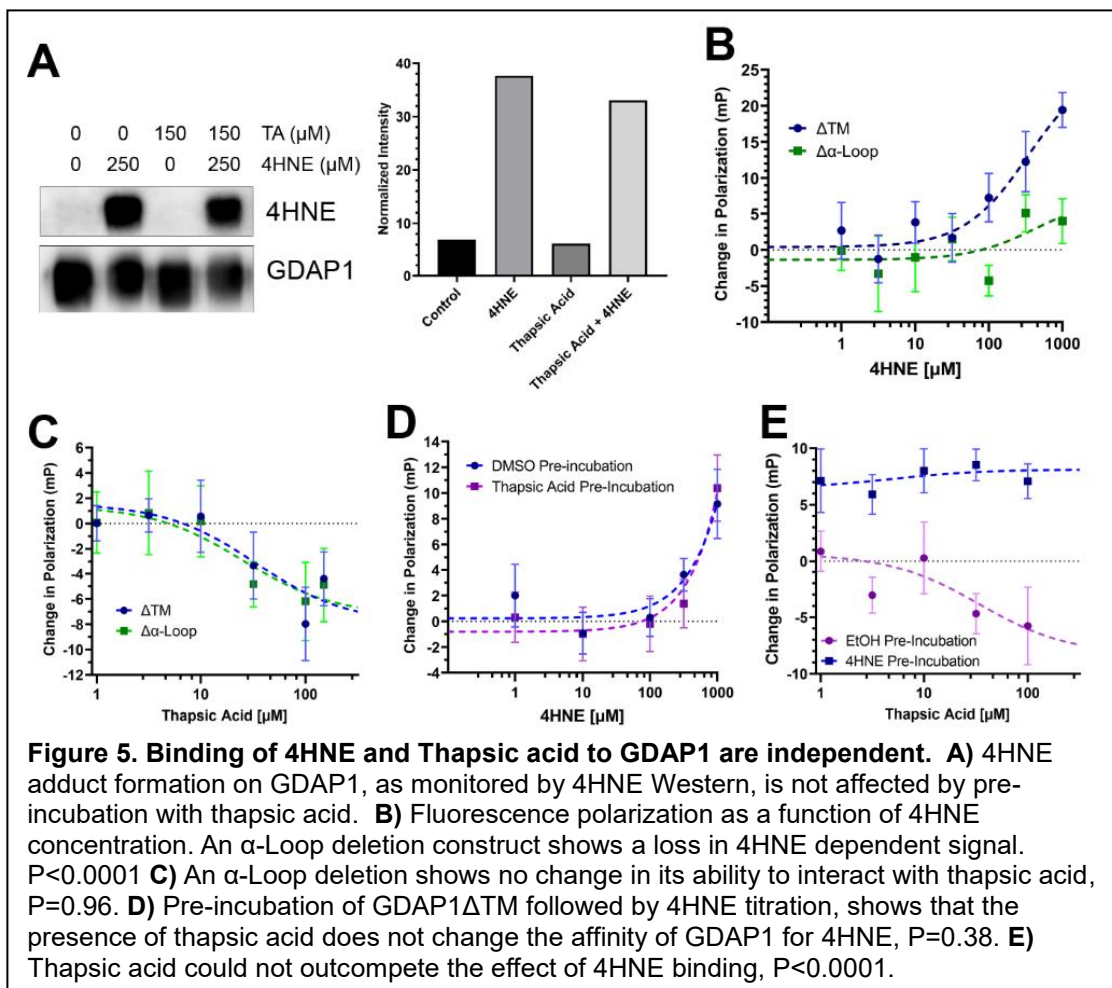 A
0 0 150 150 TA (µM)
0 250 0 250 4HNE (µM)
4HNE
GDAP1
Normalized Intensity
40
30
20
10
0
Control
4HNE
Thapsic Acid
Thapsic Acid + 4HNE
B
Change in Polarization (mP)
25
20
15
10
5
0
-5
-10
ΔTM
Δα-Loop
1 10 100 1000
4HNE [µM]
C
Change in Polarization (mP)
6
4
2
0
-2
-4
-6
-8
-10
-12
ΔTM
Δα-Loop
1 10 100
Thapsic Acid [µM]
D
Change in Polarization (mP)
14
12
10
8
6
4
2
0
-2
-4
DMSO Pre-incubation
Thapsic Acid Pre-Incubation
1 10 100 1000
4HNE [µM]
E
Change in Polarization (mP)
10
5
0
-5
-10
EtOH Pre-Incubation
4HNE Pre-Incubation
1 10 100
Thapsic Acid [µM]
Figure 5. Binding of 4HNE and Thapsic acid to GDAP1 are independent. A) 4HNE
adduct formation on GDAP1, as monitored by 4HNE Western, is not affected by pre-
incubation with thapsic acid. B) Fluorescence polarization as a function of 4HNE
concentration. An α-Loop deletion construct shows a loss in 4HNE dependent signal.
P<0.0001 C) An α-Loop deletion shows no change in its ability to interact with thapsic acid,
P=0.96. D) Pre-incubation of GDAP1ΔTM followed by 4HNE titration, shows that the
presence of thapsic acid does not change the affinity of GDAP1 for 4HNE, P=0.38. E)
Thapsic acid could not outcompete the effect of 4HNE binding, P<0.0001.